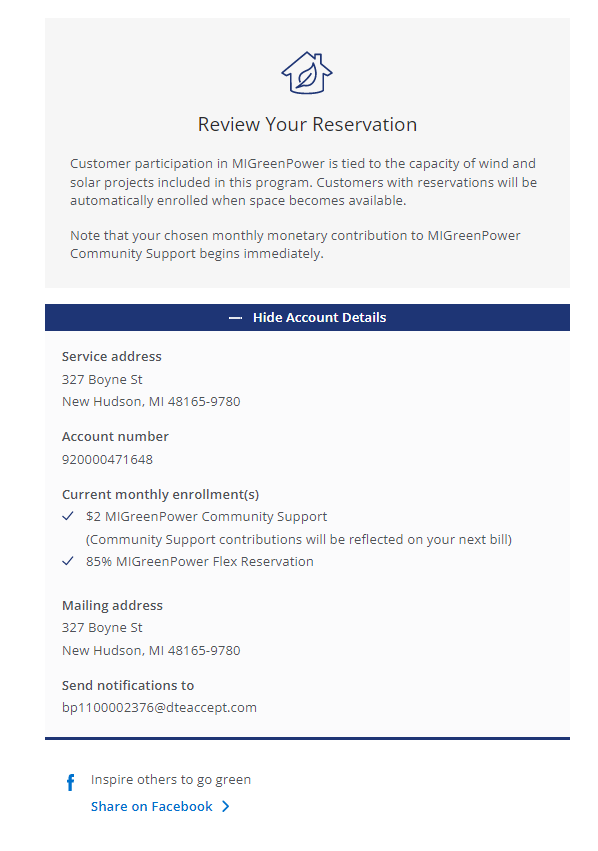 Review Your Reservation
Customer participation in MIGreenPower is tied to the capacity of wind and
solar projects included in this program. Customers with reservations will be
automatically enrolled when space becomes available.
Note that your chosen monthly monetary contribution to MIGreenPower
Community Support begins immediately.
Hide Account Details
Service address
327 Boyne St
New Hudson, MI 48165-9780
Account number
920000471648
Current monthly enrollment(s)
$2 MIGreenPower Community Support
(Community Support contributions will be reflected on your next bill)
85% MIGreenPower Flex Reservation
Mailing address
327 Boyne St
New Hudson, MI 48165-9780
Send notifications to
bp1100002376@dteaccept.com
Inspire others to go green
Share on Facebook